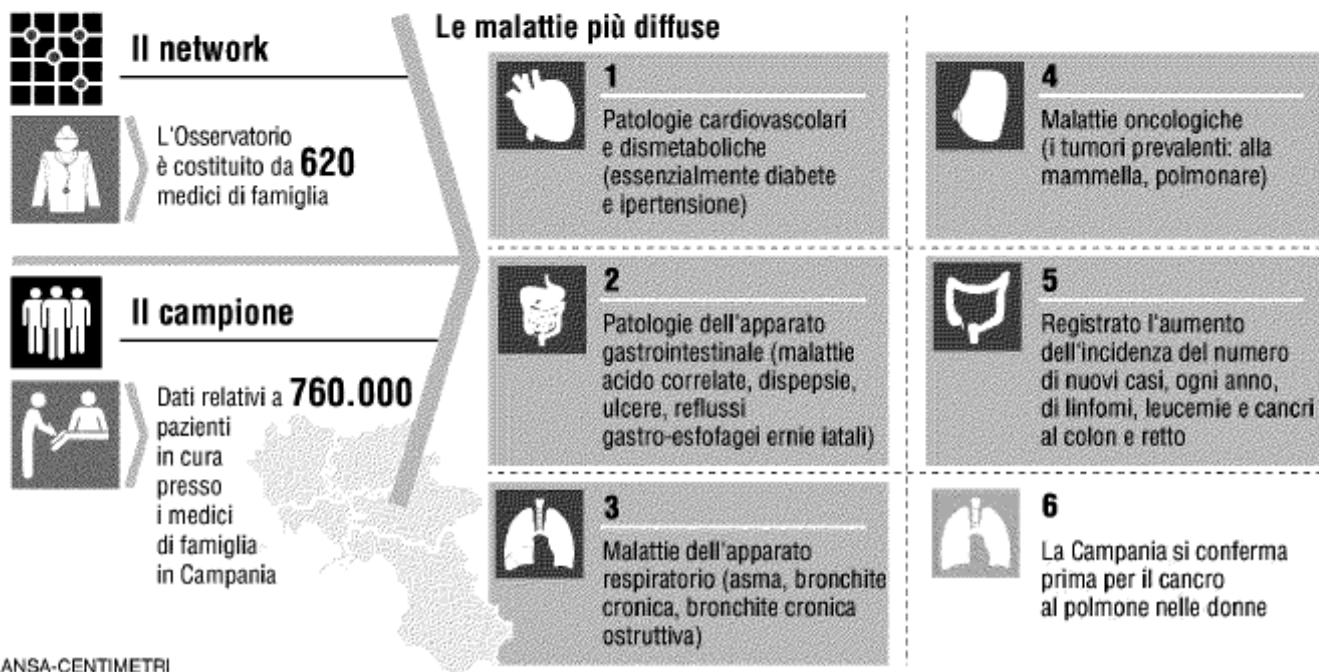 Il network
L'Osservatorio
è costituito da 620
medici di famiglia
Il campione
Dati relativi a 760.000
pazienti
in cura
presso
i medici
di famiglia
in Campania
Le malattie più diffuse
1
Patologie cardiovascolari
e dismetaboliche
(essenzialmente diabete
e ipertensione)
2
Patologie dell'apparato
gastrointestinale (malattie
acido correlate, dispepsie,
ulcere, reflussi
gastro-esfofagei ernie iatali)
3
Malattie dell'apparato
respiratorio (asma, bronchite
cronica, bronchite cronica
ostruttiva)
4
Malattie oncologiche
(i tumori prevalenti: alla
mammella, polmonare)
5
Registrato l'aumento
dell'incidenza del numero
di nuovi casi, ogni anno,
di linfomi, leucemie e cancri
al colon e retto
6
La Campania si conferma
prima per il cancro
al polmone nelle donne
ANSA-CENTIMETRI